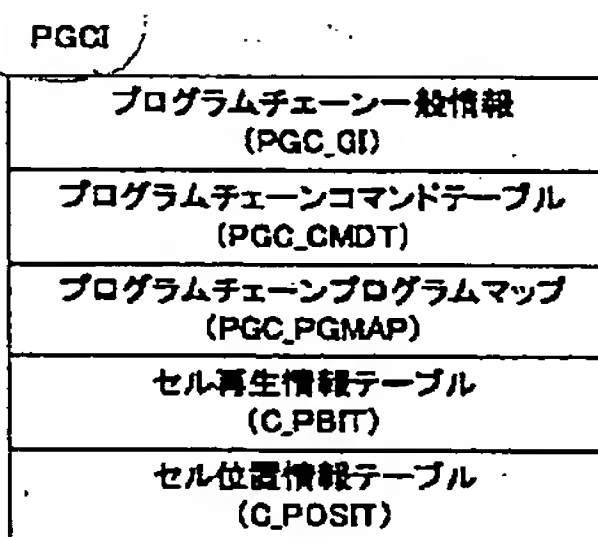 PGCI
プログラムチェーン一般情報
(PGC_GI)
プログラムチェーンコマンドテーブル
(PGC_CMDT)
プログラムチェーンプログラムマップ
(PGC_PGMAP)
セル再生情報テーブル
(C_PBIT)
セル位置情報テーブル
(C_POSIT)